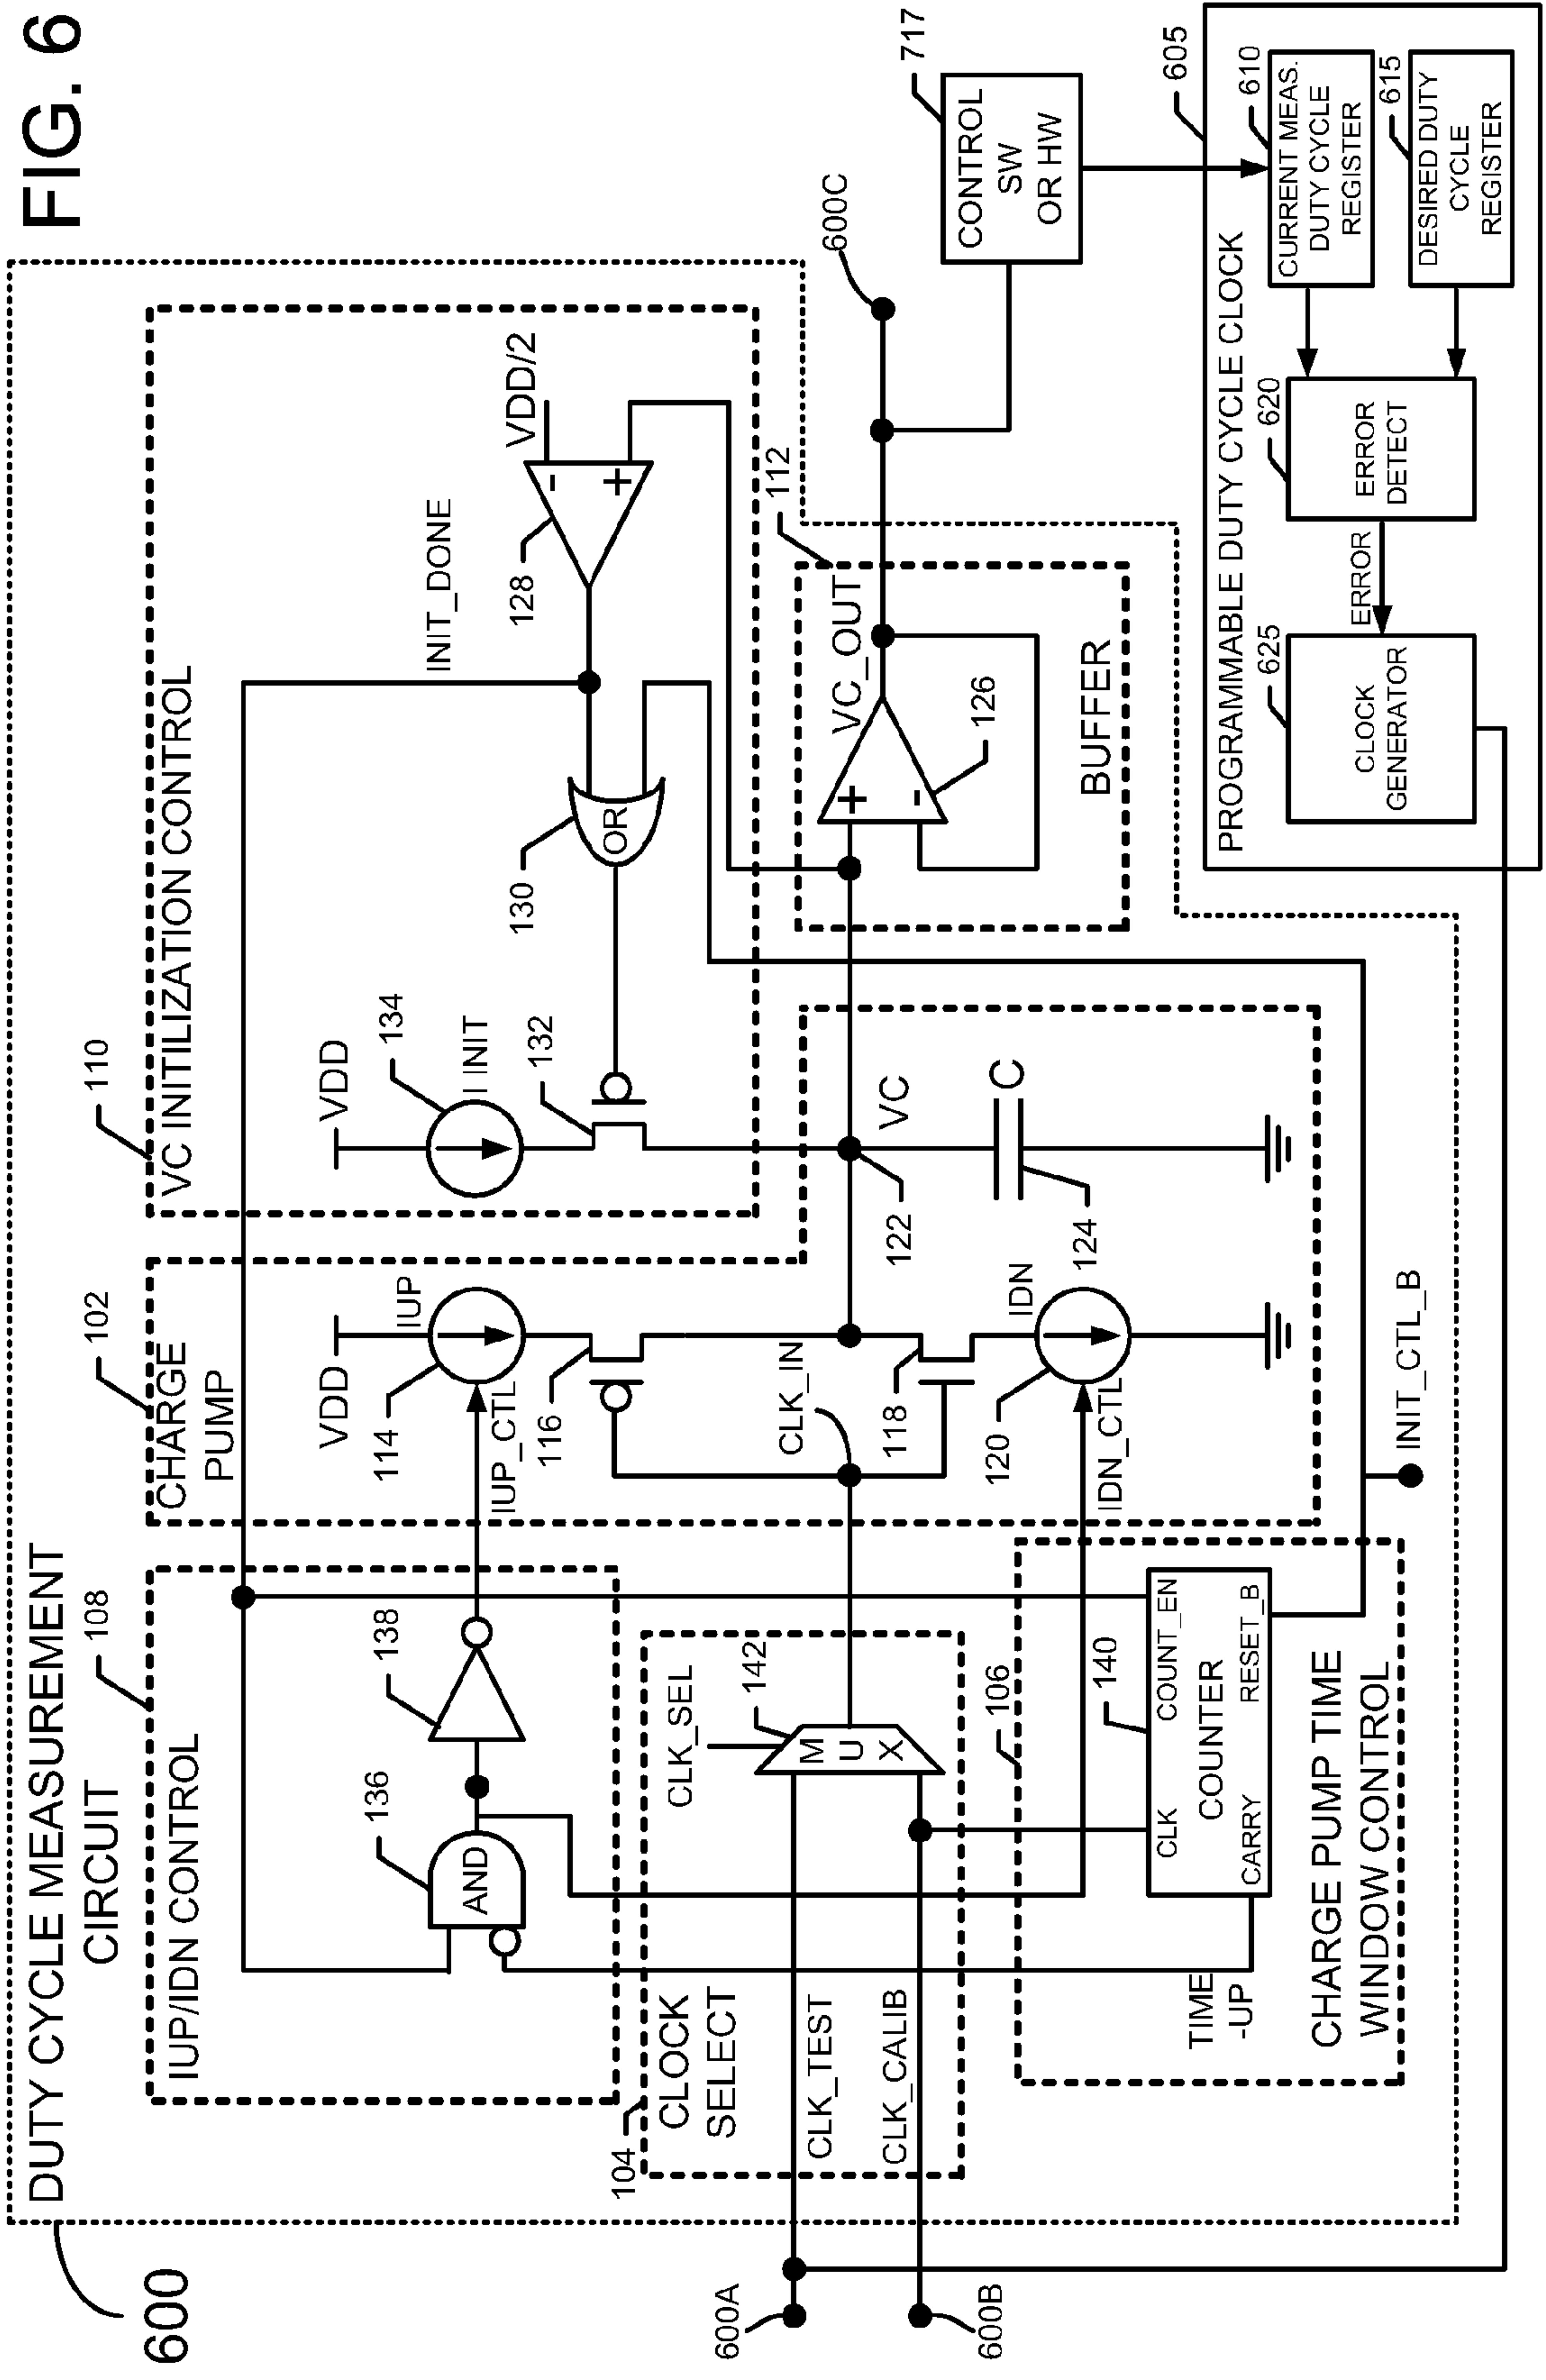 FIG. 6
DUTY CYCLE MEASUREMENT
CIRCUIT
600
108
IUP/IDN CONTROL
136
AND
138
102
CHARGE
PUMP
VDD
IUP
114
IUP_CTL
116
CLK_IN
118
IDN
120
IDN_CTL
110
VC INITILIZATION CONTROL
VDD
134
I INIT
132
130
OR
INIT_DONE
128
VDD/2
-
+
122
VC
C
124
112
VC_OUT
+
-
126
BUFFER
600C
717
CONTROL
SW
OR HW
104
CLOCK
SELECT
CLK_SEL
142
M
U
X
CLK_TEST
CLK_CALIB
600A
600B
106
140
CLK
COUNT_EN
COUNTER
CARRY
RESET_B
TIME
-UP
CHARGE PUMP TIME
WINDOW CONTROL
INIT_CTL_B
605
PROGRAMMABLE DUTY CYCLE CLOCK
625
CLOCK
GENERATOR
ERROR
620
ERROR
DETECT
610
CURRENT MEAS.
DUTY CYCLE
REGISTER
615
DESIRED DUTY
CYCLE
REGISTER